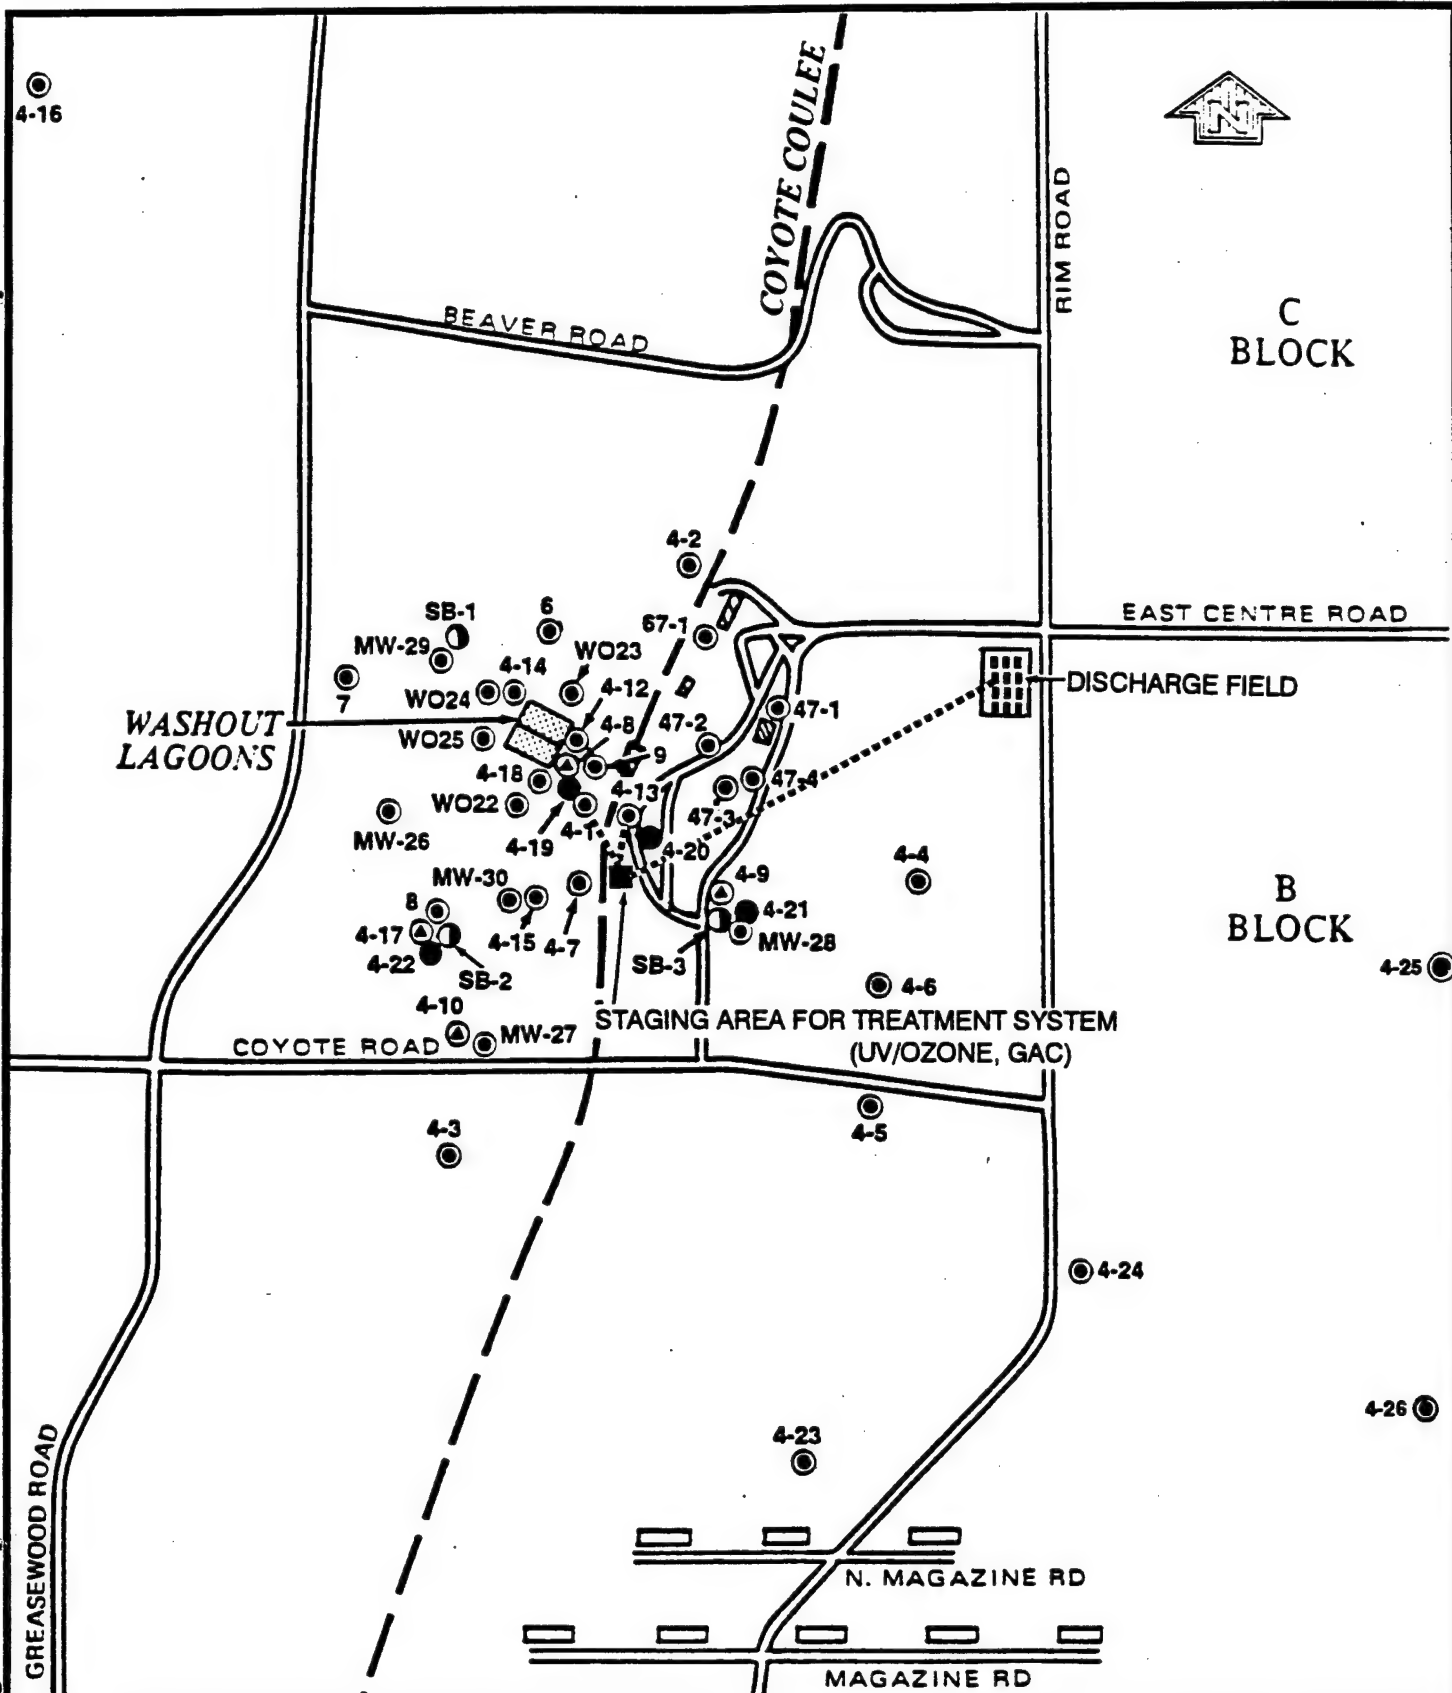 4-16
COYOTE COULEE
N
RIM ROAD
C
BLOCK
BEAVER ROAD
4-2
EAST CENTRE ROAD
SB-1
6
67-1
MW-29
WO23
4-14
4-12
7
WO24
DISCHARGE FIELD
WASHOUT
LAGOONS
4-8
47-2
47-1
WO25
9
4-18
47-4
4-13
WO22
47-3
4-1
MW-26
4-19
4-20
4-4
MW-30
4-9
B
BLOCK
8
4-21
4-17
4-15
4-7
MW-28
4-22
SB-3
4-25
SB-2
4-6
4-10
STAGING AREA FOR TREATMENT SYSTEM
(UV/OZONE, GAC)
MW-27
COYOTE ROAD
4-3
4-5
4-24
4-26
4-23
GREASEWOOD ROAD
N. MAGAZINE RD
MAGAZINE RD